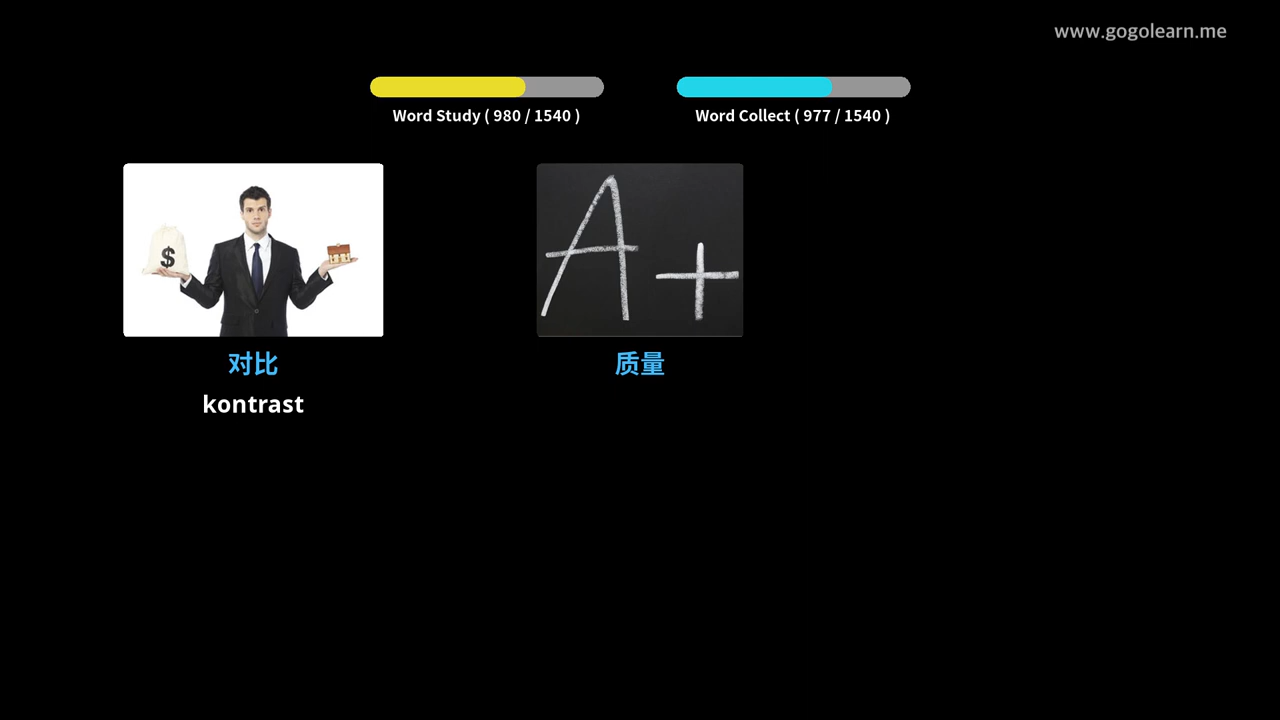 www.gogolearn.me
Word Study ( 980 / 1540 )
Word Collect ( 977 / 1540 )
$
A+
对比
质量
kontrast